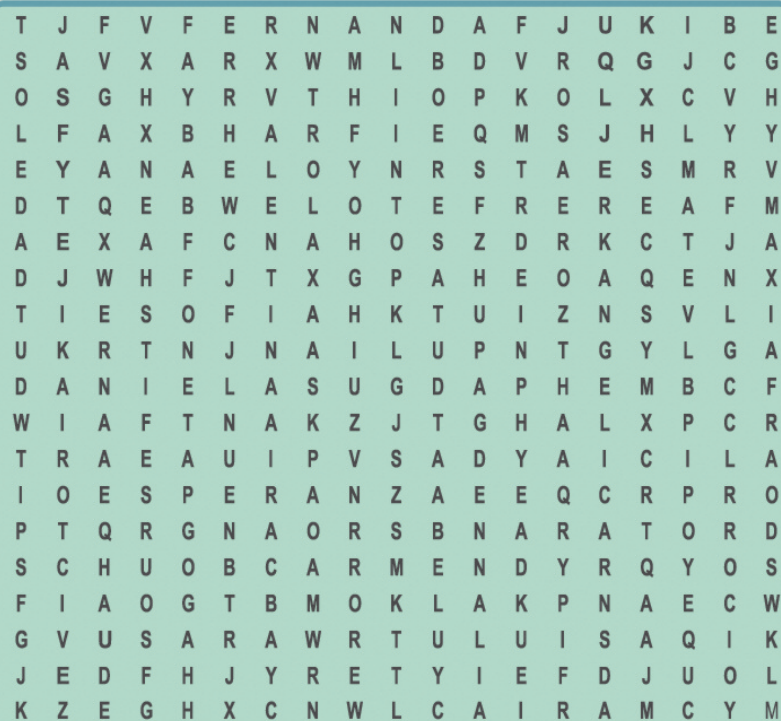 T J F V F E R N A N D A F J U K I B E
S A V X A R X W M L B D V R Q G J C G
O S G H Y R V T H I O P K O L X C V H
L F A X B H A R F I E Q M S J H L Y Y
E Y A N A E L O Y N R S T A E S M R V
D T Q E B W E L O T E F R E R E A F M
A E X A F C N A H O S Z D R K C T J A
D J W H F J T X G P A H E O A Q E N X
T I E S O F I A H K T U I Z N S V L I
U K R T N J N A I L U P N T G Y L G A
D A N I E L A S U G D A P H E M B C F
W I A F T N A K Z J T G H A L X P C R
T R A E A U I P V S A D Y A I C I L A
I O E S P E R A N Z A E E Q C R P R O
P T Q R G N A O R S B N A R A T O R D
S C H U O B C A R M E N D Y R Q Y O S
F I A O G T B M O K L A K P N A E C W
G V U S A R A W R T U L U I S A Q I K
J E D F H J Y R E T Y I E F D J U O L
K Z E G H X C N W L C A I R A M C Y M